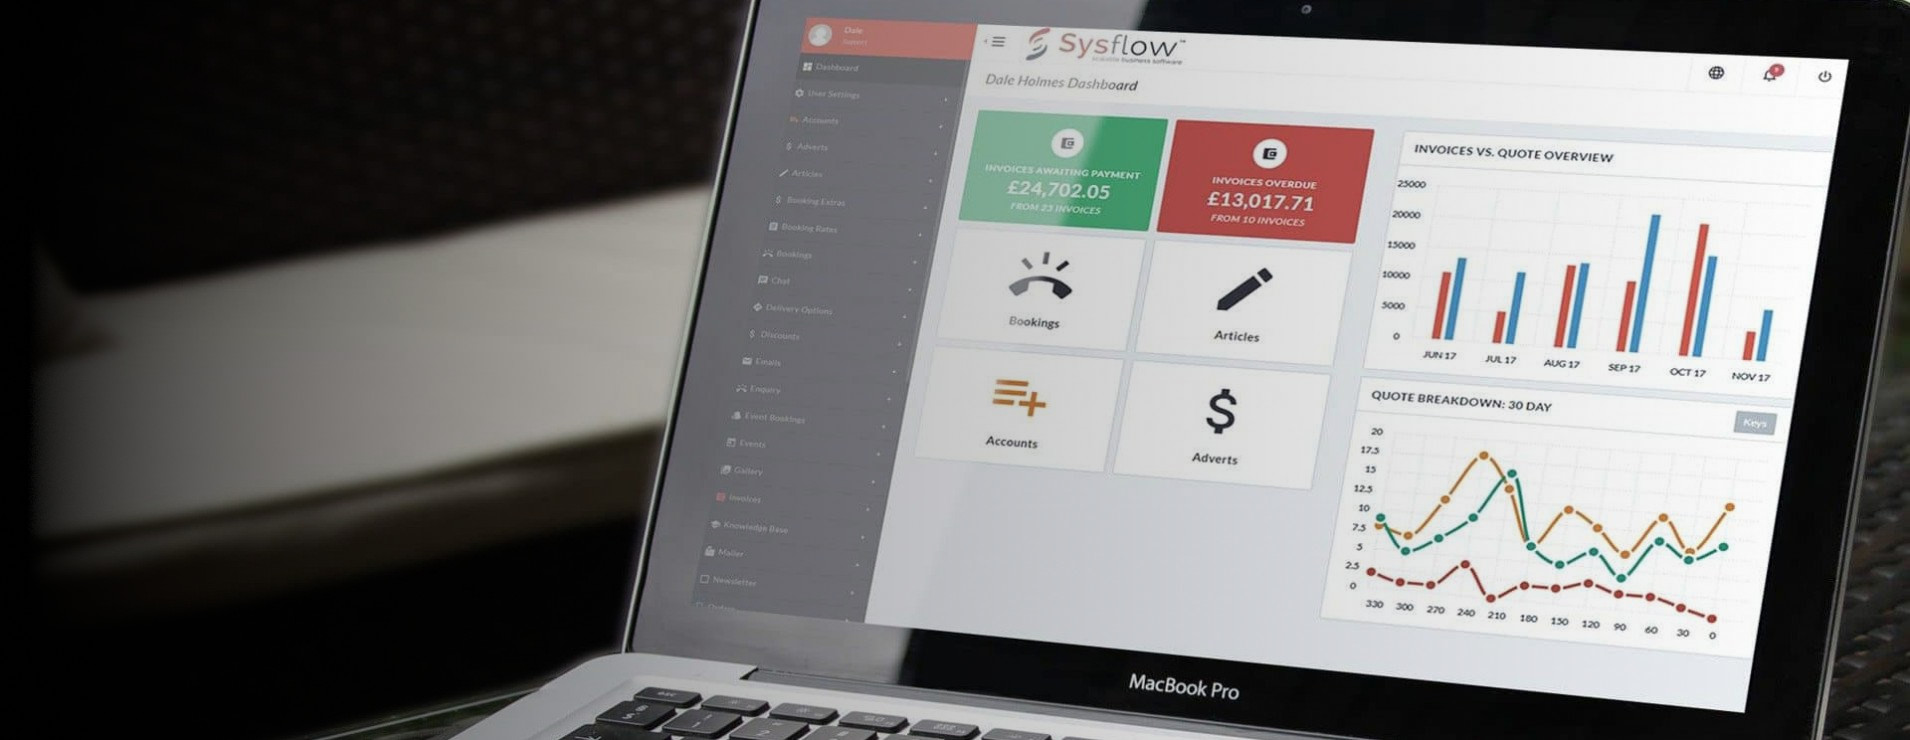 Dale
Support
Dashboard
User Settings
Accounts
Adverts
Articles
Booking Extras
Booking Rates
Bookings
Chat
Delivery Options
Discounts
Emails
Enquiry
Event Bookings
Events
Gallery
Invoices
Knowledge Base
Mailer
Newsletter
Sysflow™
scalable business software
Dale Holmes Dashboard
INVOICES AWAITING PAYMENT
£24,702.05
FROM 23 INVOICES
INVOICES OVERDUE
£13,017.71
FROM 10 INVOICES
Bookings
Articles
Accounts
Adverts
INVOICES VS. QUOTE OVERVIEW
25000
20000
15000
10000
5000
0
JUN 17 JUL 17 AUG 17 SEP 17 OCT 17 NOV 17
QUOTE BREAKDOWN: 30 DAY
Keys
20
17.5
15
12.5
10
7.5
5
2.5
0
330 300 270 240 210 180 150 120 90 60 30 0
MacBook Pro
esc